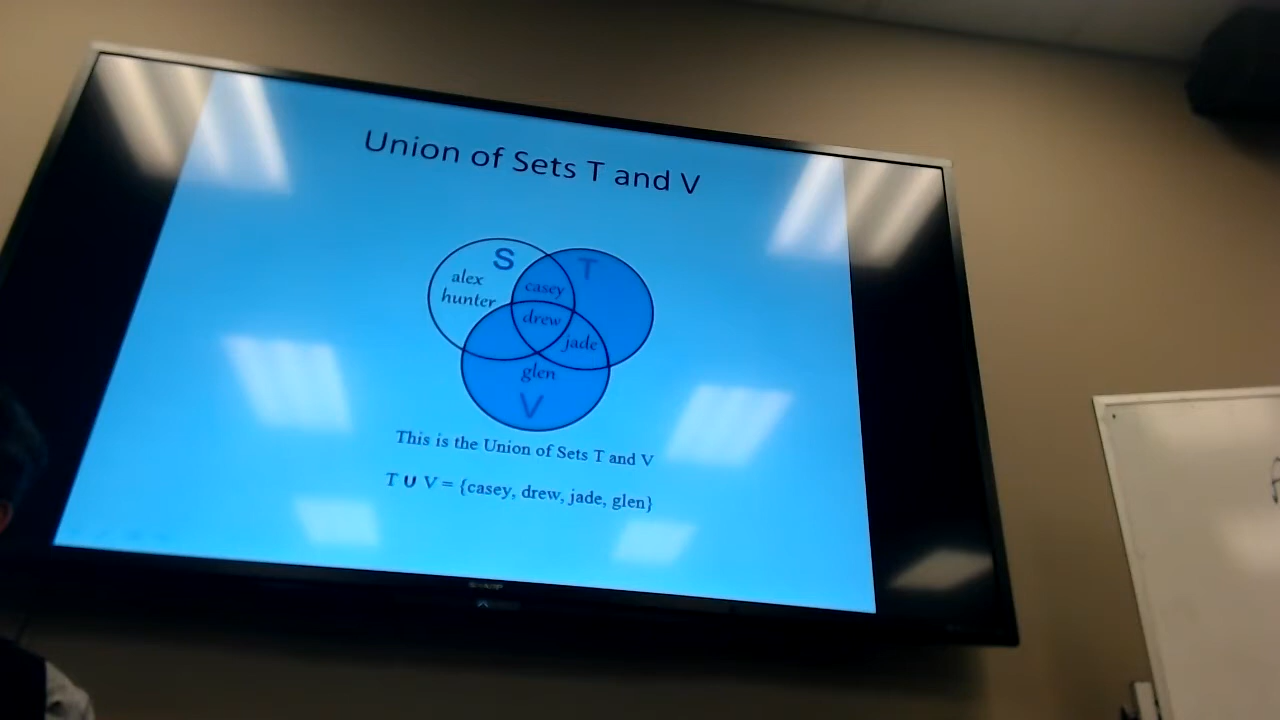 Union of Sets T and V
S
T
alex
casey
hunter
drew
jade
glen
V
This is the Union of Sets T and V
T ∪ V = {casey, drew, jade, glen}